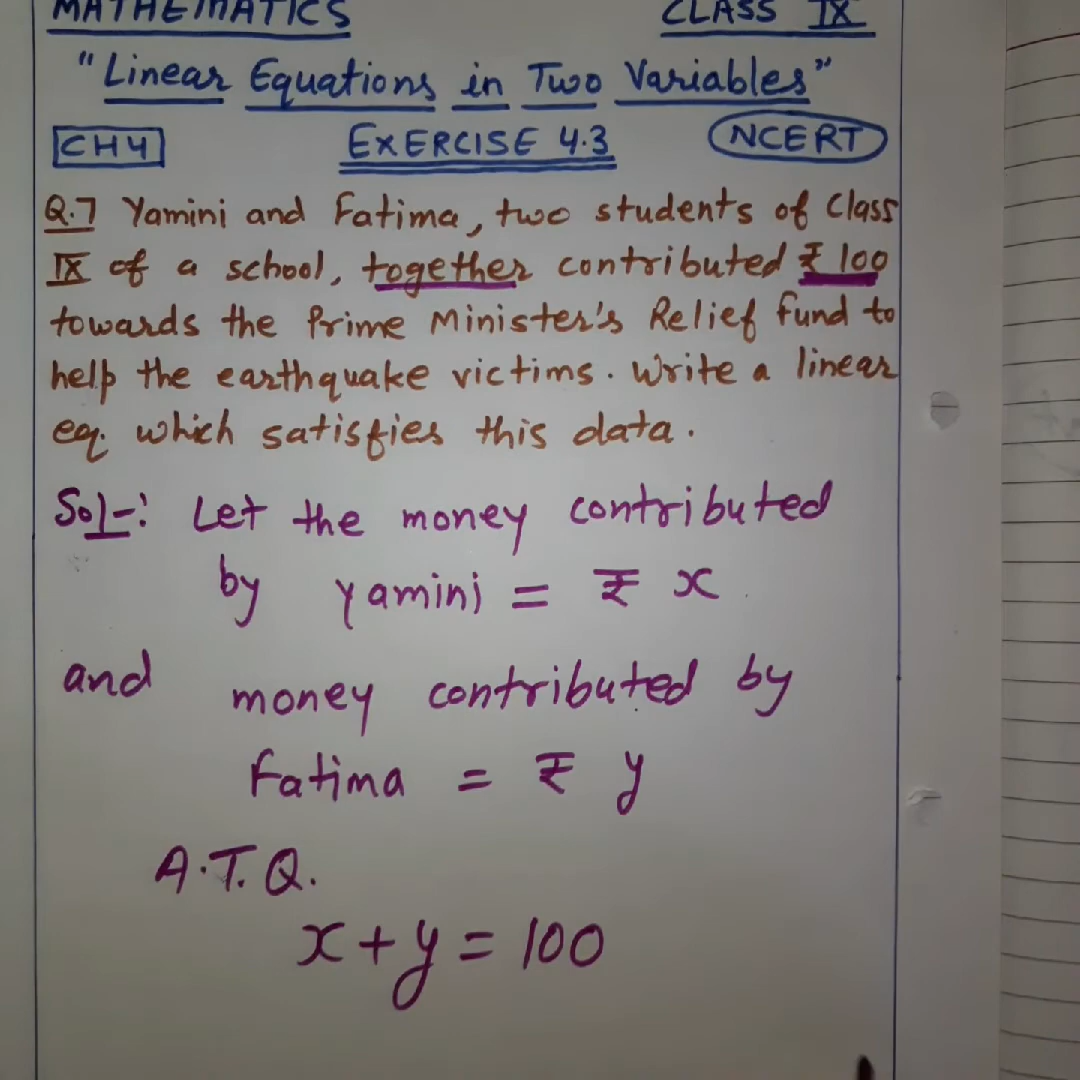 MATHEMATICS CLASS IX
"Linear Equations in Two Variables"
CH4 EXERCISE 4.3 NCERT
Q.7 Yamini and Fatima, two students of Class
IX of a school, together contributed ₹ 100
towards the Prime Minister's Relief Fund to
help the earthquake victims. Write a linear
eq. which satisfies this data.
Sol-: Let the money contributed
by Yamini = ₹ x
and money contributed by
Fatima = ₹ y
A.T.Q.
x + y = 100